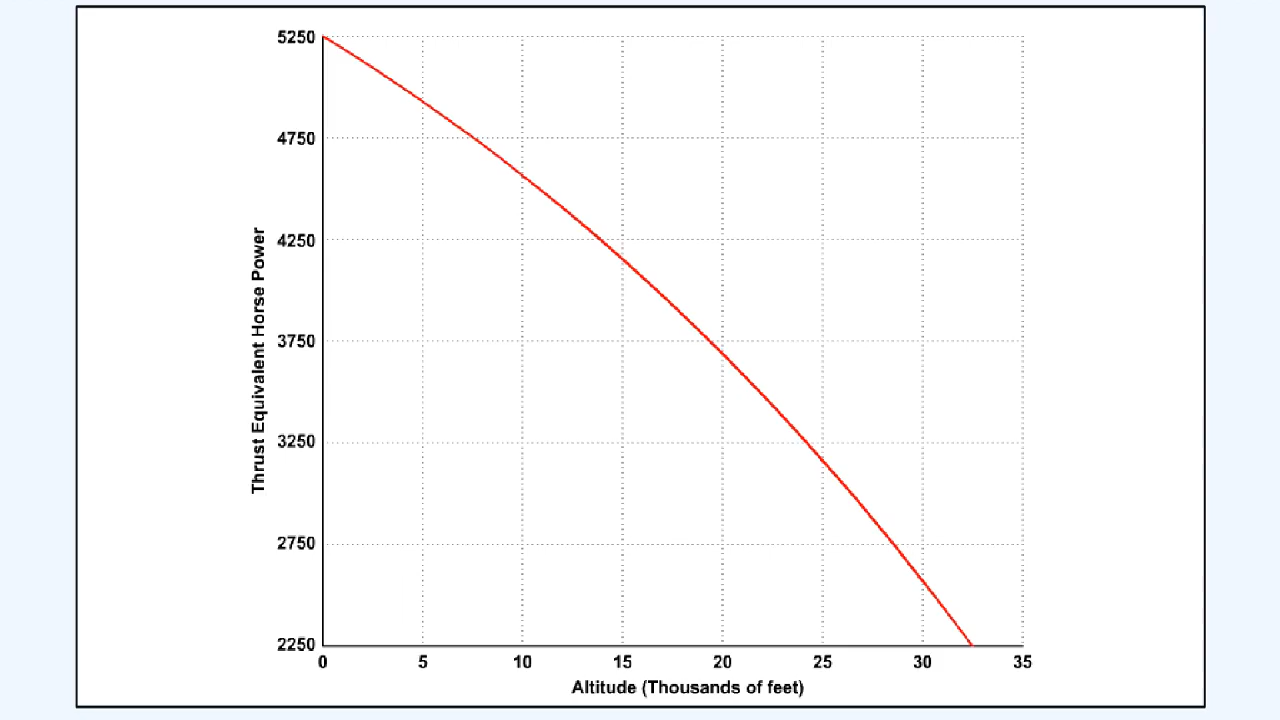 5250
4750
4250
3750
3250
2750
2250
Thrust Equivalent Horse Power
0 5 10 15 20 25 30 35
Altitude (Thousands of feet)